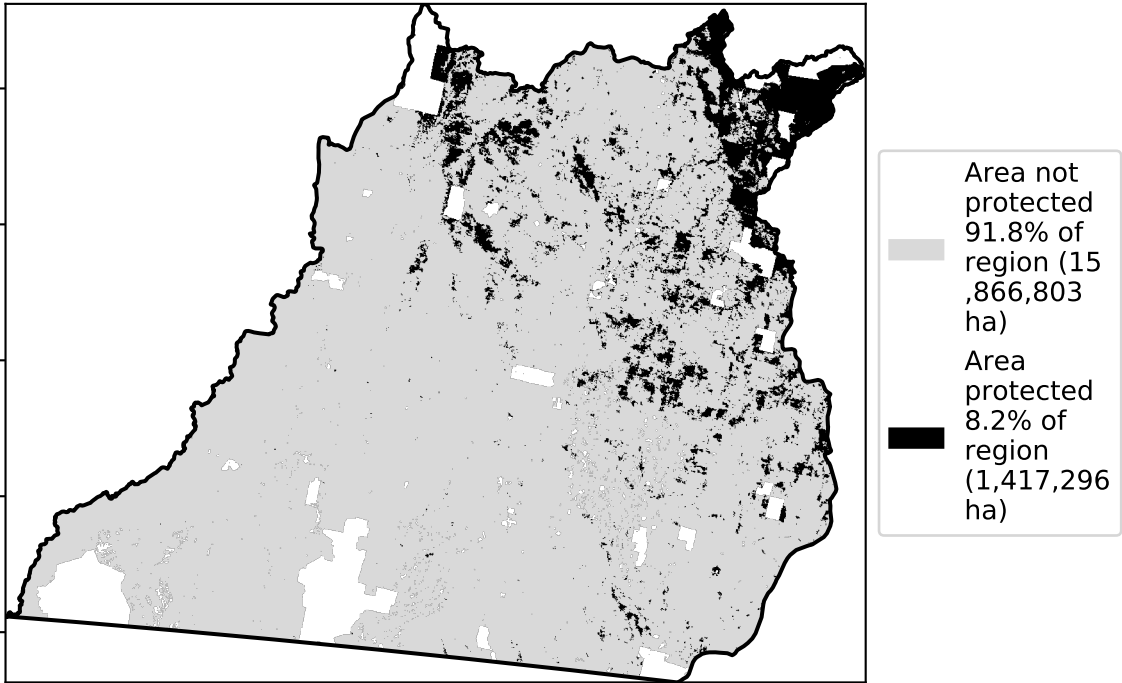 Area not
protected
91.8% of
region (15
,866,803
ha)
Area
protected
8.2% of
region
(1,417,296
ha)